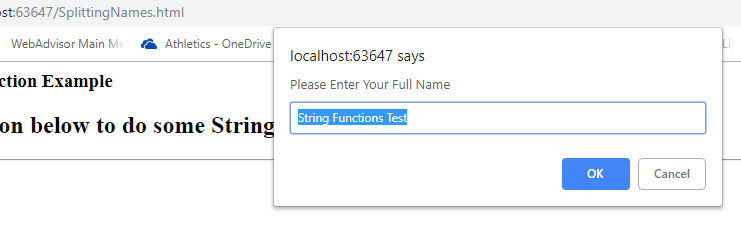 ost:63647/SplittingNames.html
WebAdvisor Main Me
Athletics - OneDrive
localhost:63647 says
Please Enter Your Full Name
String Functions Test
OK
Cancel
ction Example
on below to do some String